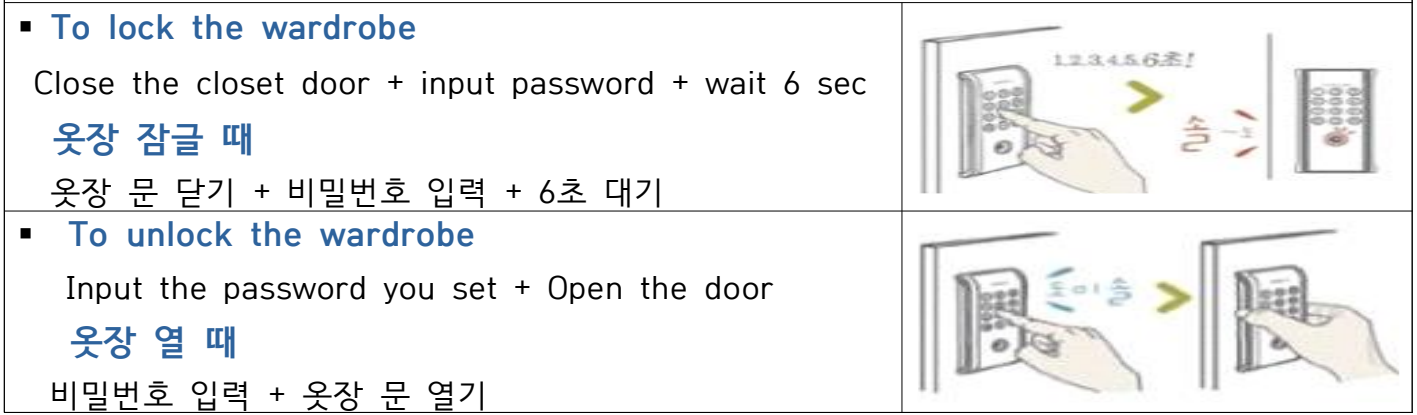 ▪ To lock the wardrobe
Close the closet door + input password + wait 6 sec
옷장 잠글 때
옷장 문 닫기 + 비밀번호 입력 + 6초 대기
1,2,3,4,5,6초!
▪ To unlock the wardrobe
Input the password you set + Open the door
옷장 열 때
비밀번호 입력 + 옷장 문 열기